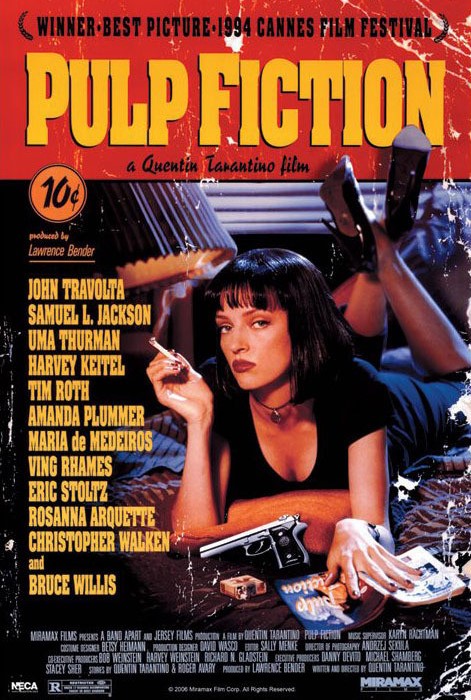 WINNER•BEST PICTURE•1994 CANNES FILM FESTIVAL
PULP FICTION
a Quentin Tarantino film
10¢
produced by
Lawrence Bender
JOHN TRAVOLTA
SAMUEL L. JACKSON
UMA THURMAN
HARVEY KEITEL
TIM ROTH
AMANDA PLUMMER
MARIA de MEDEIROS
VING RHAMES
ERIC STOLTZ
ROSANNA ARQUETTE
CHRISTOPHER WALKEN
and
BRUCE WILLIS
Pulp
Fiction
MIRAMAX FILMS PRESENTS A BAND APART AND JERSEY FILMS PRODUCTION A FILM BY QUENTIN TARANTINO PULP FICTION MUSIC SUPERVISOR KARYN RACHTMAN
COSTUME DESIGNER BETSY HEIMANN PRODUCTION DESIGNER DAVID WASCO EDITOR SALLY MENKE DIRECTOR OF PHOTOGRAPHY ANDRZEJ SEKULA
CO-EXECUTIVE PRODUCERS BOB WEINSTEIN HARVEY WEINSTEIN RICHARD N. GLADSTEIN EXECUTIVE PRODUCERS DANNY DEVITO MICHAEL SHAMBERG
STACEY SHER STORIES BY QUENTIN TARANTINO & ROGER AVARY PRODUCED BY LAWRENCE BENDER WRITTEN AND DIRECTED BY QUENTIN TARANTINO
NECA
R
RESTRICTED
© 2006 Miramax Film Corp. All Rights Reserved.
MIRAMAX